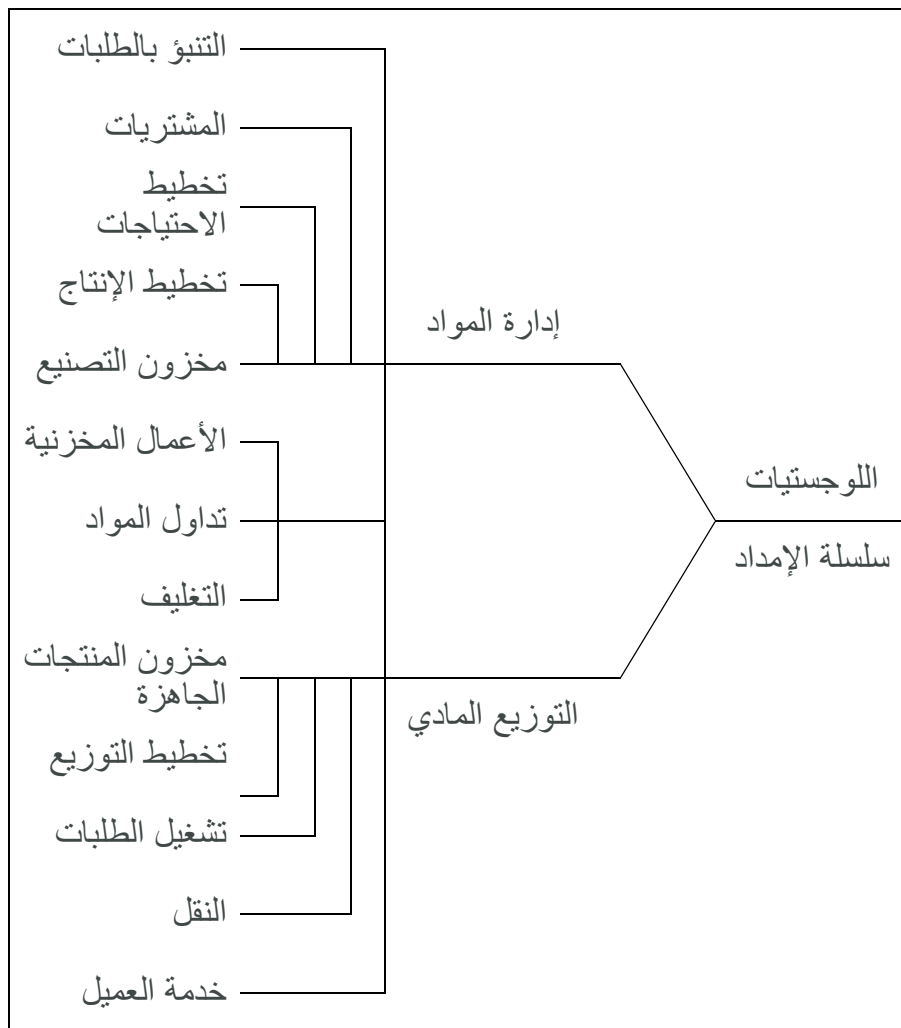 التنبؤ بالطلبات
المشتريات
تخطيط
الاحتياجات
تخطيط الإنتاج
إدارة المواد
مخزون التصنيع
الأعمال المخزنية
اللوجستيات
تداول المواد
سلسلة الإمداد
التغليف
مخزون المنتجات
الجاهزة
التوزيع المادي
تخطيط التوزيع
تشغيل الطلبات
النقل
خدمة العميل